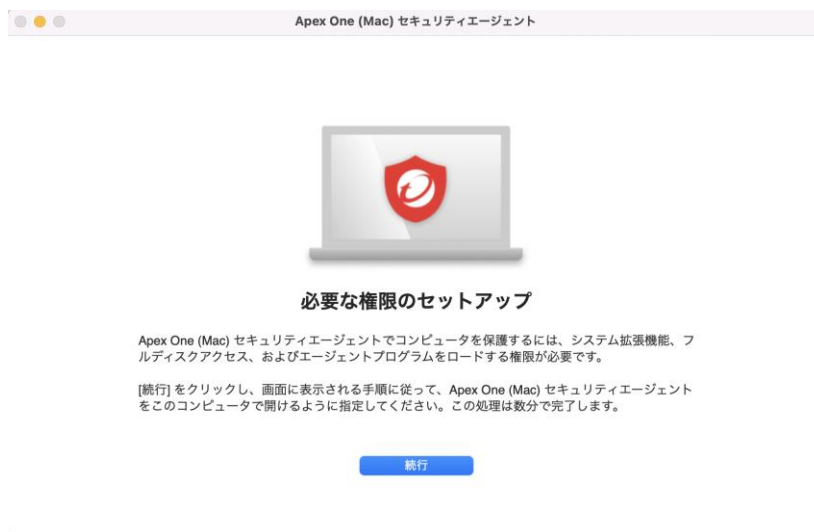 Apex One (Mac) セキュリティエージェント
必要な権限のセットアップ
Apex One (Mac) セキュリティエージェントでコンピュータを保護するには、システム拡張機能、フ
ルディスクアクセス、およびエージェントプログラムをロードする権限が必要です。
[続行] をクリックし、画面に表示される手順に従って、Apex One (Mac) セキュリティエージェント
をこのコンピュータで開けるように指定してください。この処理は数分で完了します。
続行